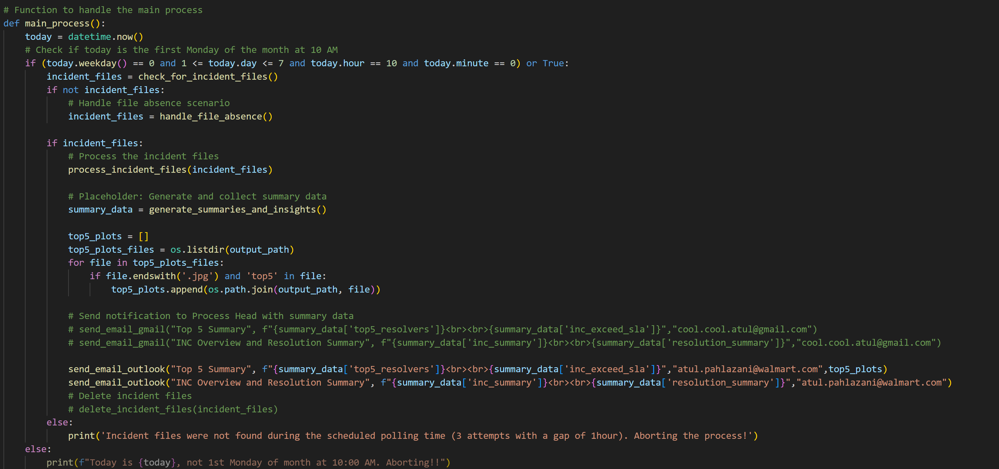 # Function to handle the main process
def main_process():
    today = datetime.now()
    # Check if today is the first Monday of the month at 10 AM
    if (today.weekday() == 0 and 1 <= today.day <= 7 and today.hour == 10 and today.minute == 0) or True:
        incident_files = check_for_incident_files()
        if not incident_files:
            # Handle file absence scenario
            incident_files = handle_file_absence()

        if incident_files:
            # Process the incident files
            process_incident_files(incident_files)

            # Placeholder: Generate and collect summary data
            summary_data = generate_summaries_and_insights()

            top5_plots = []
            top5_plots_files = os.listdir(output_path)
            for file in top5_plots_files:
                if file.endswith('.jpg') and 'top5' in file:
                    top5_plots.append(os.path.join(output_path, file))

            # Send notification to Process Head with summary data
            # send_email_gmail("Top 5 Summary", f"{summary_data['top5_resolvers']}<br><br>{summary_data['inc_exceed_sla']}","cool.cool.atul@gmail.com")
            # send_email_gmail("INC Overview and Resolution Summary", f"{summary_data['inc_summary']}<br><br>{summary_data['resolution_summary']}","cool.cool.atul@gmail.com")

            send_email_outlook("Top 5 Summary", f"{summary_data['top5_resolvers']}<br><br>{summary_data['inc_exceed_sla']}","atul.pahlazani@walmart.com",top5_plots)
            send_email_outlook("INC Overview and Resolution Summary", f"{summary_data['inc_summary']}<br><br>{summary_data['resolution_summary']}","atul.pahlazani@walmart.com")
            # Delete incident files
            # delete_incident_files(incident_files)
        else:
            print('Incident files were not found during the scheduled polling time (3 attempts with a gap of 1hour). Aborting the process!')
    else:
        print(f"Today is {today}, not 1st Monday of month at 10:00 AM. Aborting!!")